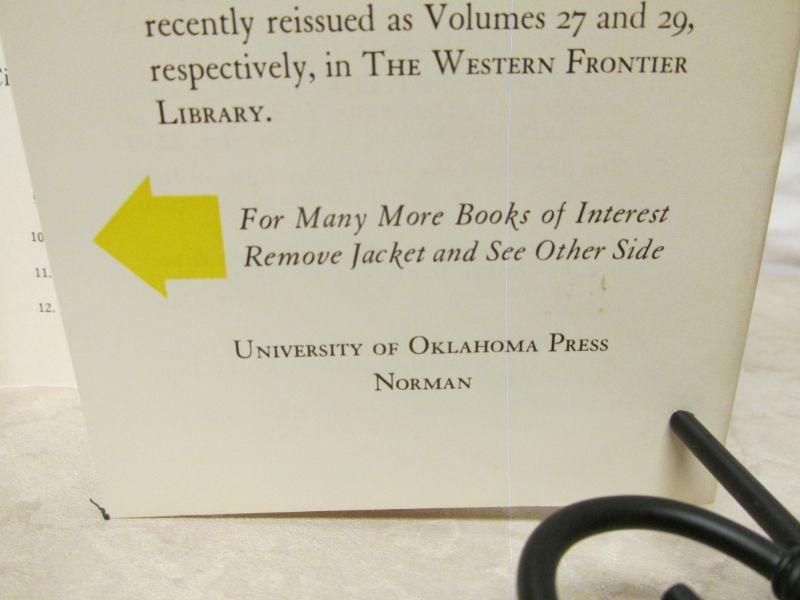 recently reissued as Volumes 27 and 29,
respectively, in THE WESTERN FRONTIER
LIBRARY.
For Many More Books of Interest
Remove Jacket and See Other Side
UNIVERSITY OF OKLAHOMA PRESS
NORMAN
10
11.
12.